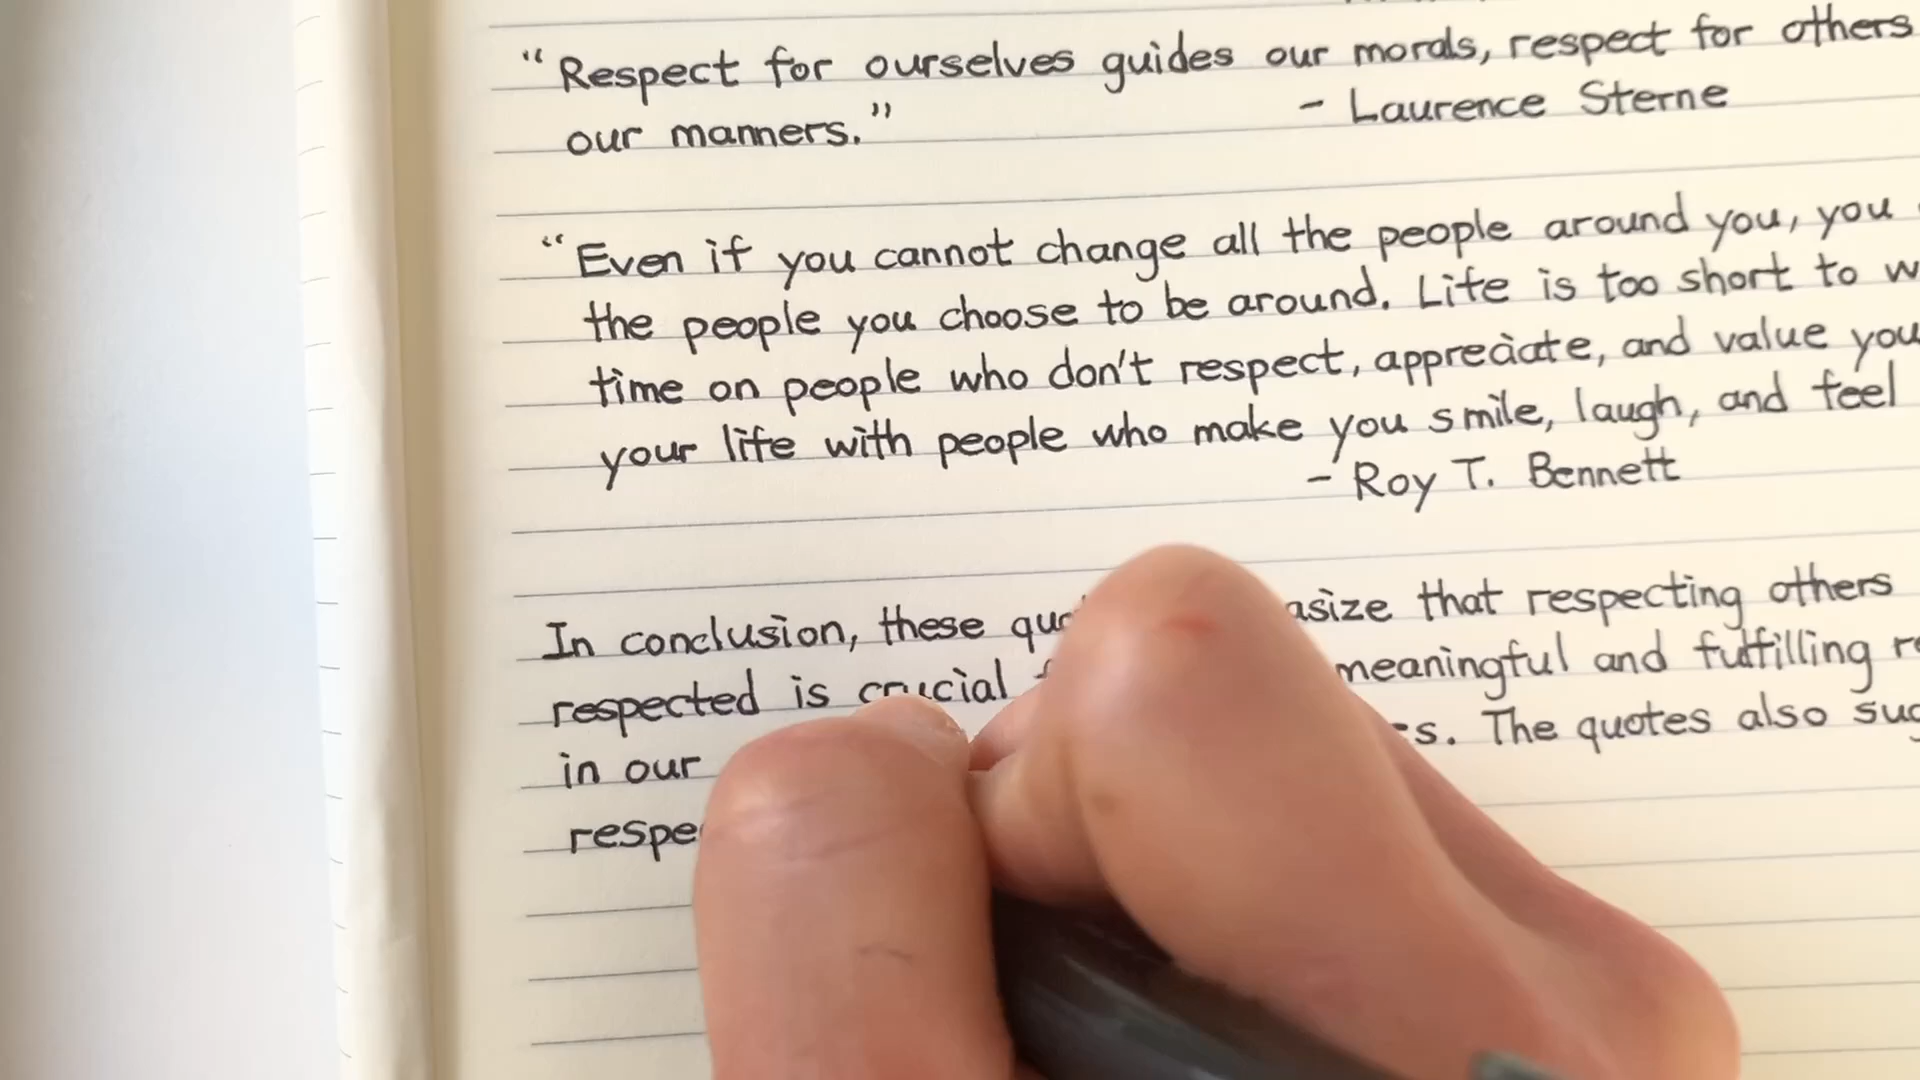 “Respect for ourselves guides our morals, respect for others
our manners.”
- Laurence Sterne
“Even if you cannot change all the people around you, you
the people you choose to be around. Life is too short to
time on people who don't respect, appreciate, and value you
your life with people who make you smile, laugh, and feel
- Roy T. Bennett
In conclusion, these asize that respecting others
respected is crucial meaningful and fulfilling
in our s. The quotes also
respe